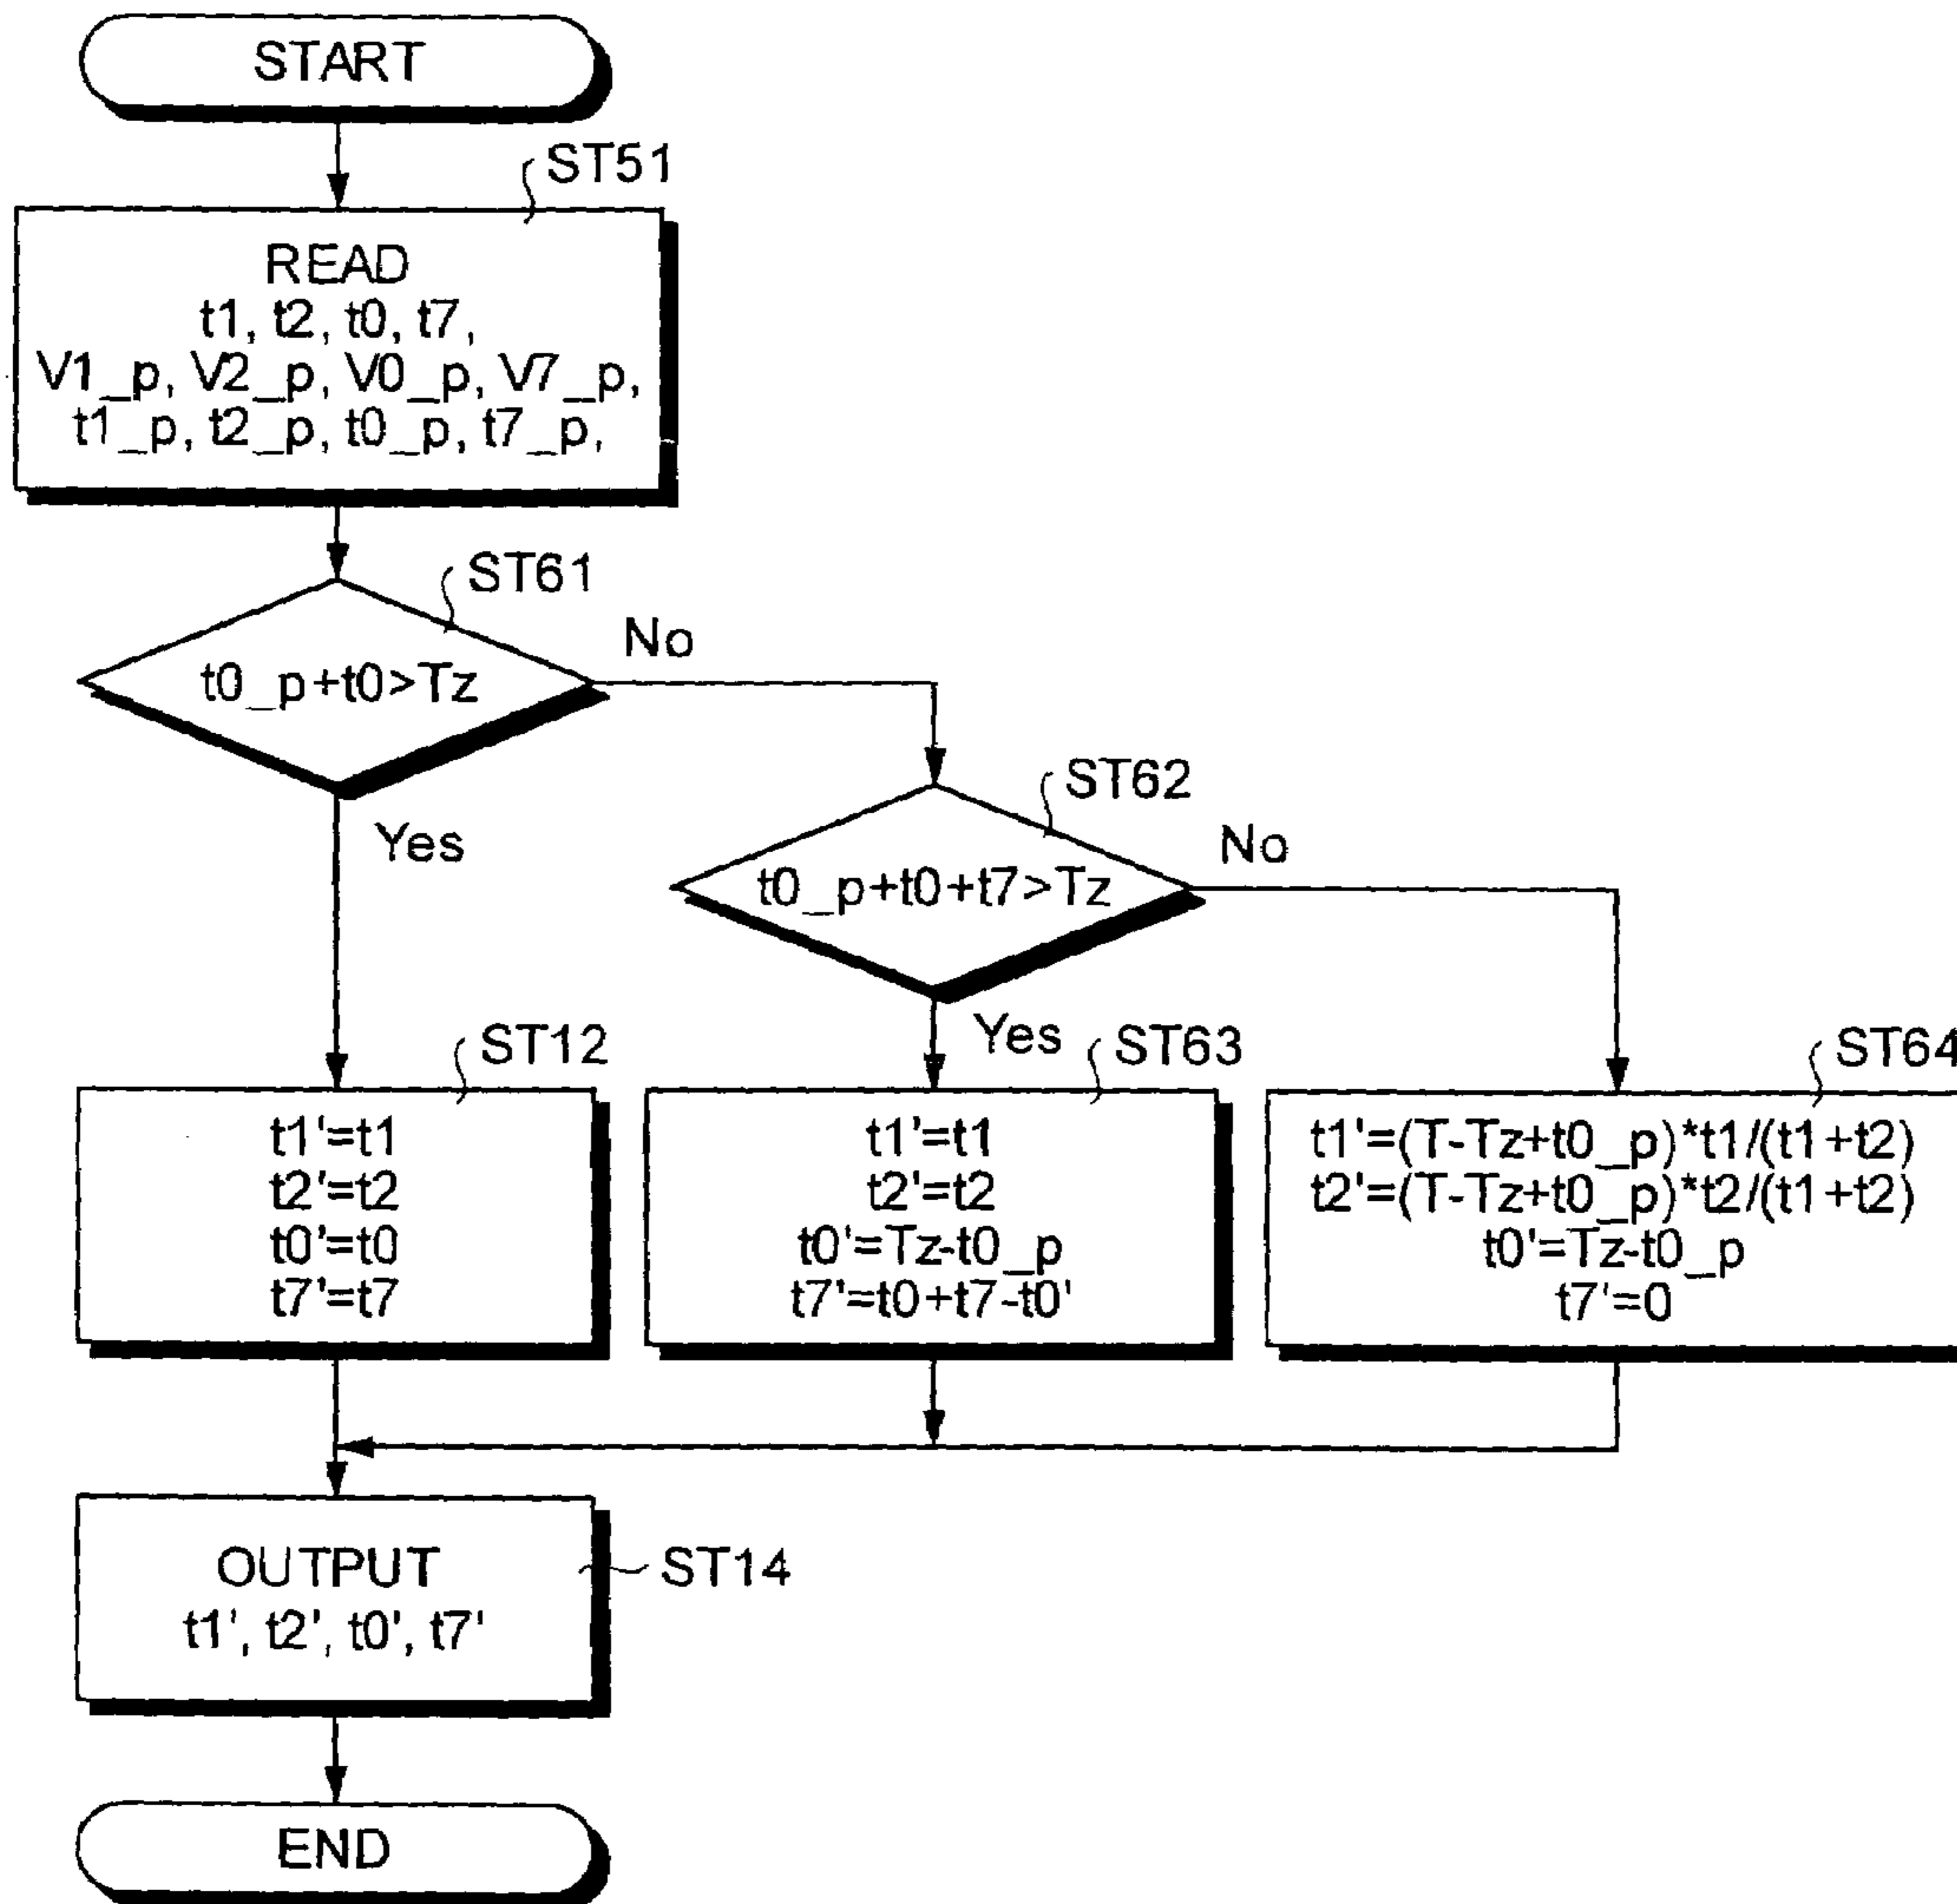 START
ST51
READ
t1, t2, t0, t7,
V1_p, V2_p, V0_p, V7_p,
t1_p, t2_p, t0_p, t7_p,
ST61
t0_p+t0>Tz
No
Yes
ST62
t0_p+t0+t7>Tz
No
Yes
ST12
t1'=t1
t2'=t2
t0'=t0
t7'=t7
ST63
t1'=t1
t2'=t2
t0'=Tz-t0_p
t7'=t0+t7-t0'
ST64
t1'=(T-Tz+t0_p)*t1/(t1+t2)
t2'=(T-Tz+t0_p)*t2/(t1+t2)
t0'=Tz-t0_p
t7'=0
OUTPUT
t1', t2', t0', t7'
ST14
END